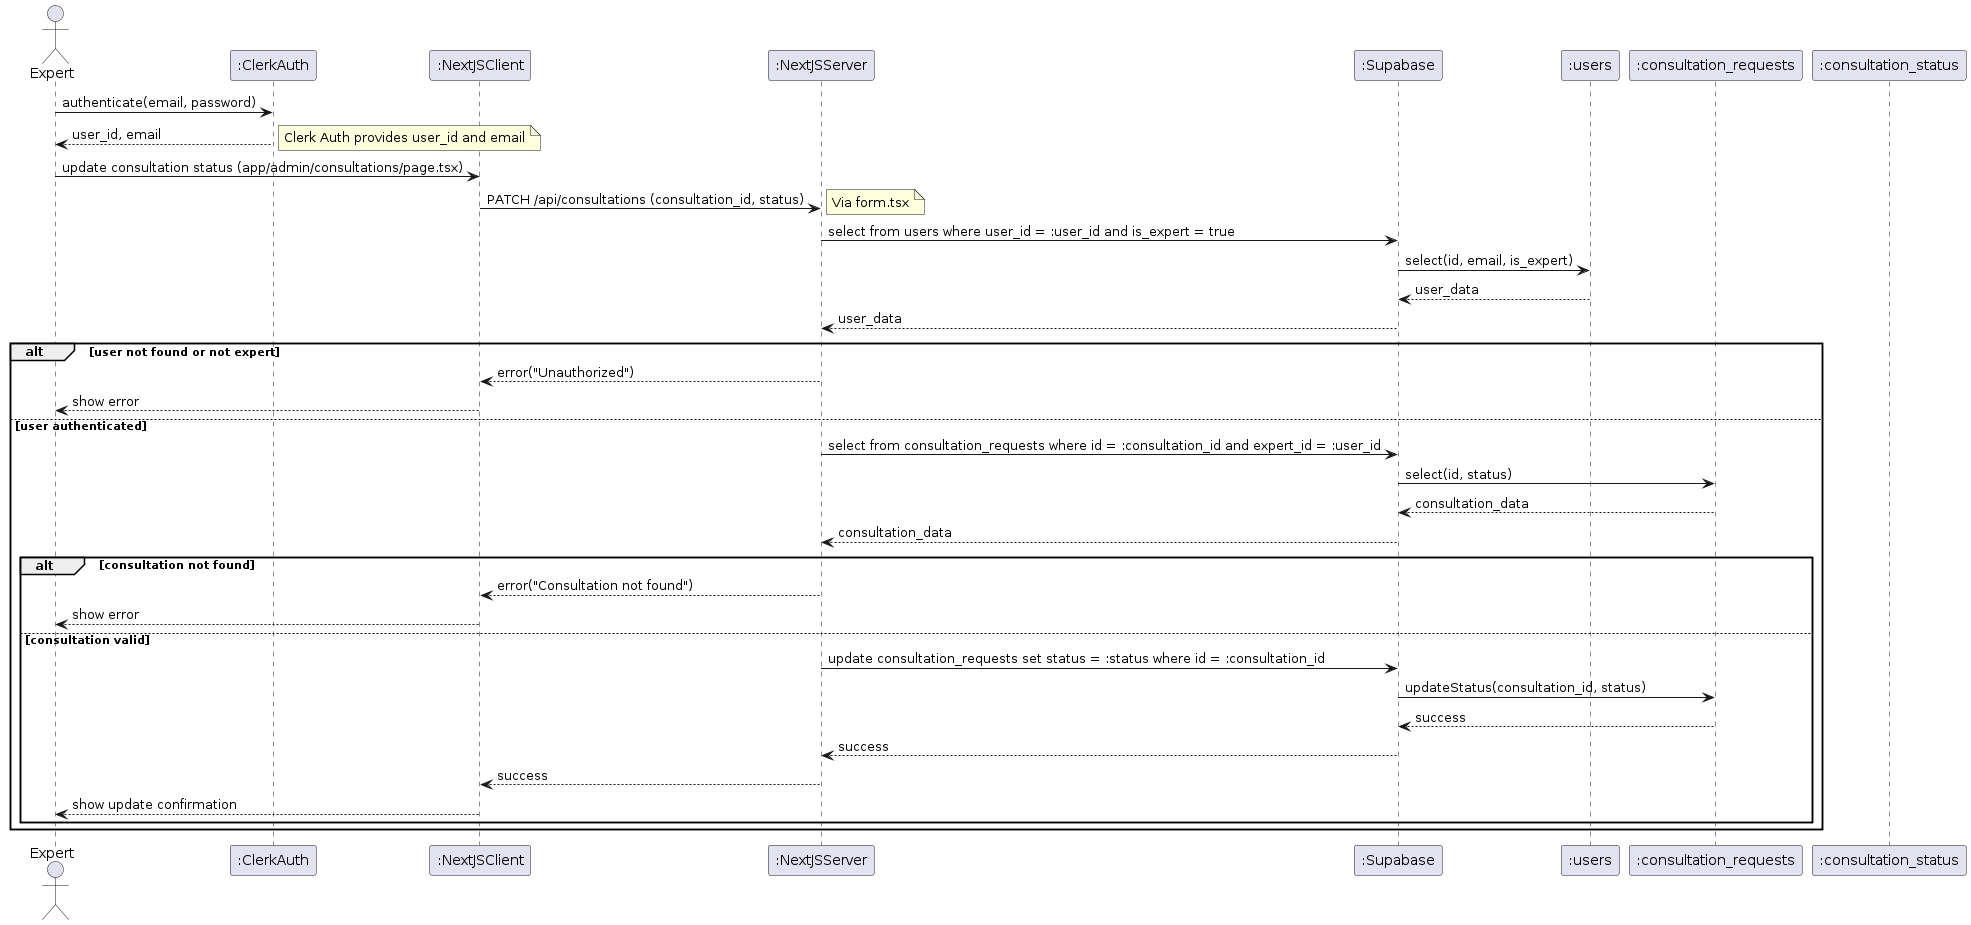 Expert
:ClerkAuth
:NextJSClient
:NextJSServer
:Supabase
:users
:consultation_requests
:consultation_status
authenticate(email, password)
user_id, email
Clerk Auth provides user_id and email
update consultation status (app/admin/consultations/page.tsx)
PATCH /api/consultations (consultation_id, status)
Via form.tsx
select from users where user_id = :user_id and is_expert = true
select(id, email, is_expert)
user_data
user_data
alt
[user not found or not expert]
error("Unauthorized")
show error
[user authenticated]
select from consultation_requests where id = :consultation_id and expert_id = :user_id
select(id, status)
consultation_data
consultation_data
alt
[consultation not found]
error("Consultation not found")
show error
[consultation valid]
update consultation_requests set status = :status where id = :consultation_id
updateStatus(consultation_id, status)
success
success
success
show update confirmation
Expert
:ClerkAuth
:NextJSClient
:NextJSServer
:Supabase
:users
:consultation_requests
:consultation_status